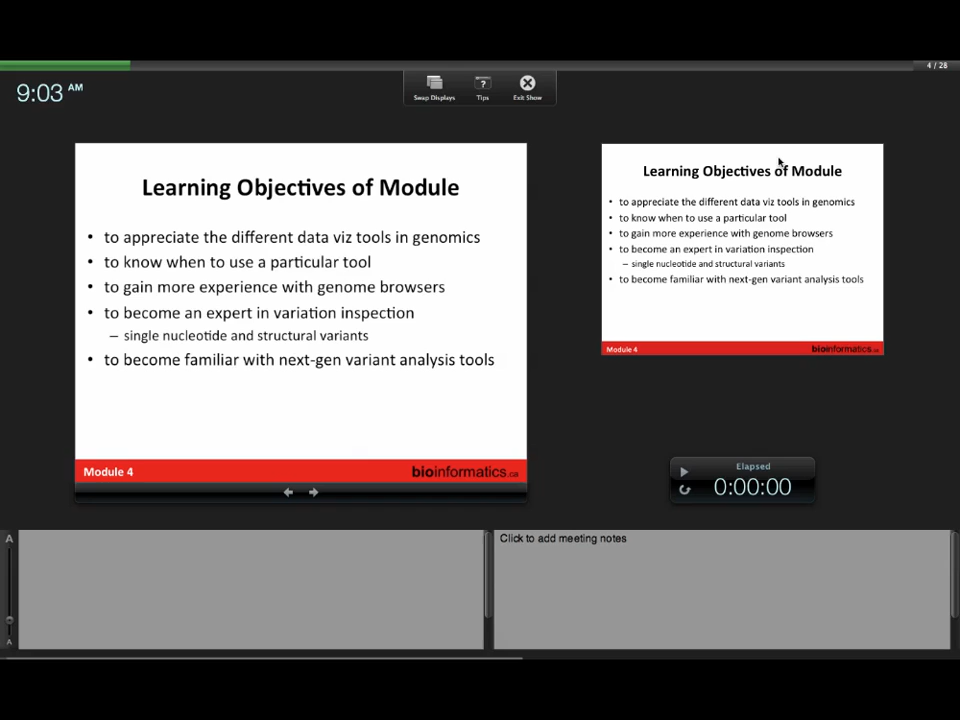 4 / 28
9:03 AM
Swap Displays
Tips
Exit Show
Learning Objectives of Module
• to appreciate the different data viz tools in genomics
• to know when to use a particular tool
• to gain more experience with genome browsers
• to become an expert in variation inspection
– single nucleotide and structural variants
• to become familiar with next-gen variant analysis tools
Module 4
bioinformatics.ca
Learning Objectives of Module
• to appreciate the different data viz tools in genomics
• to know when to use a particular tool
• to gain more experience with genome browsers
• to become an expert in variation inspection
– single nucleotide and structural variants
• to become familiar with next-gen variant analysis tools
Module 4
bioinformatics.ca
Elapsed
0:00:00
A
A
Click to add meeting notes